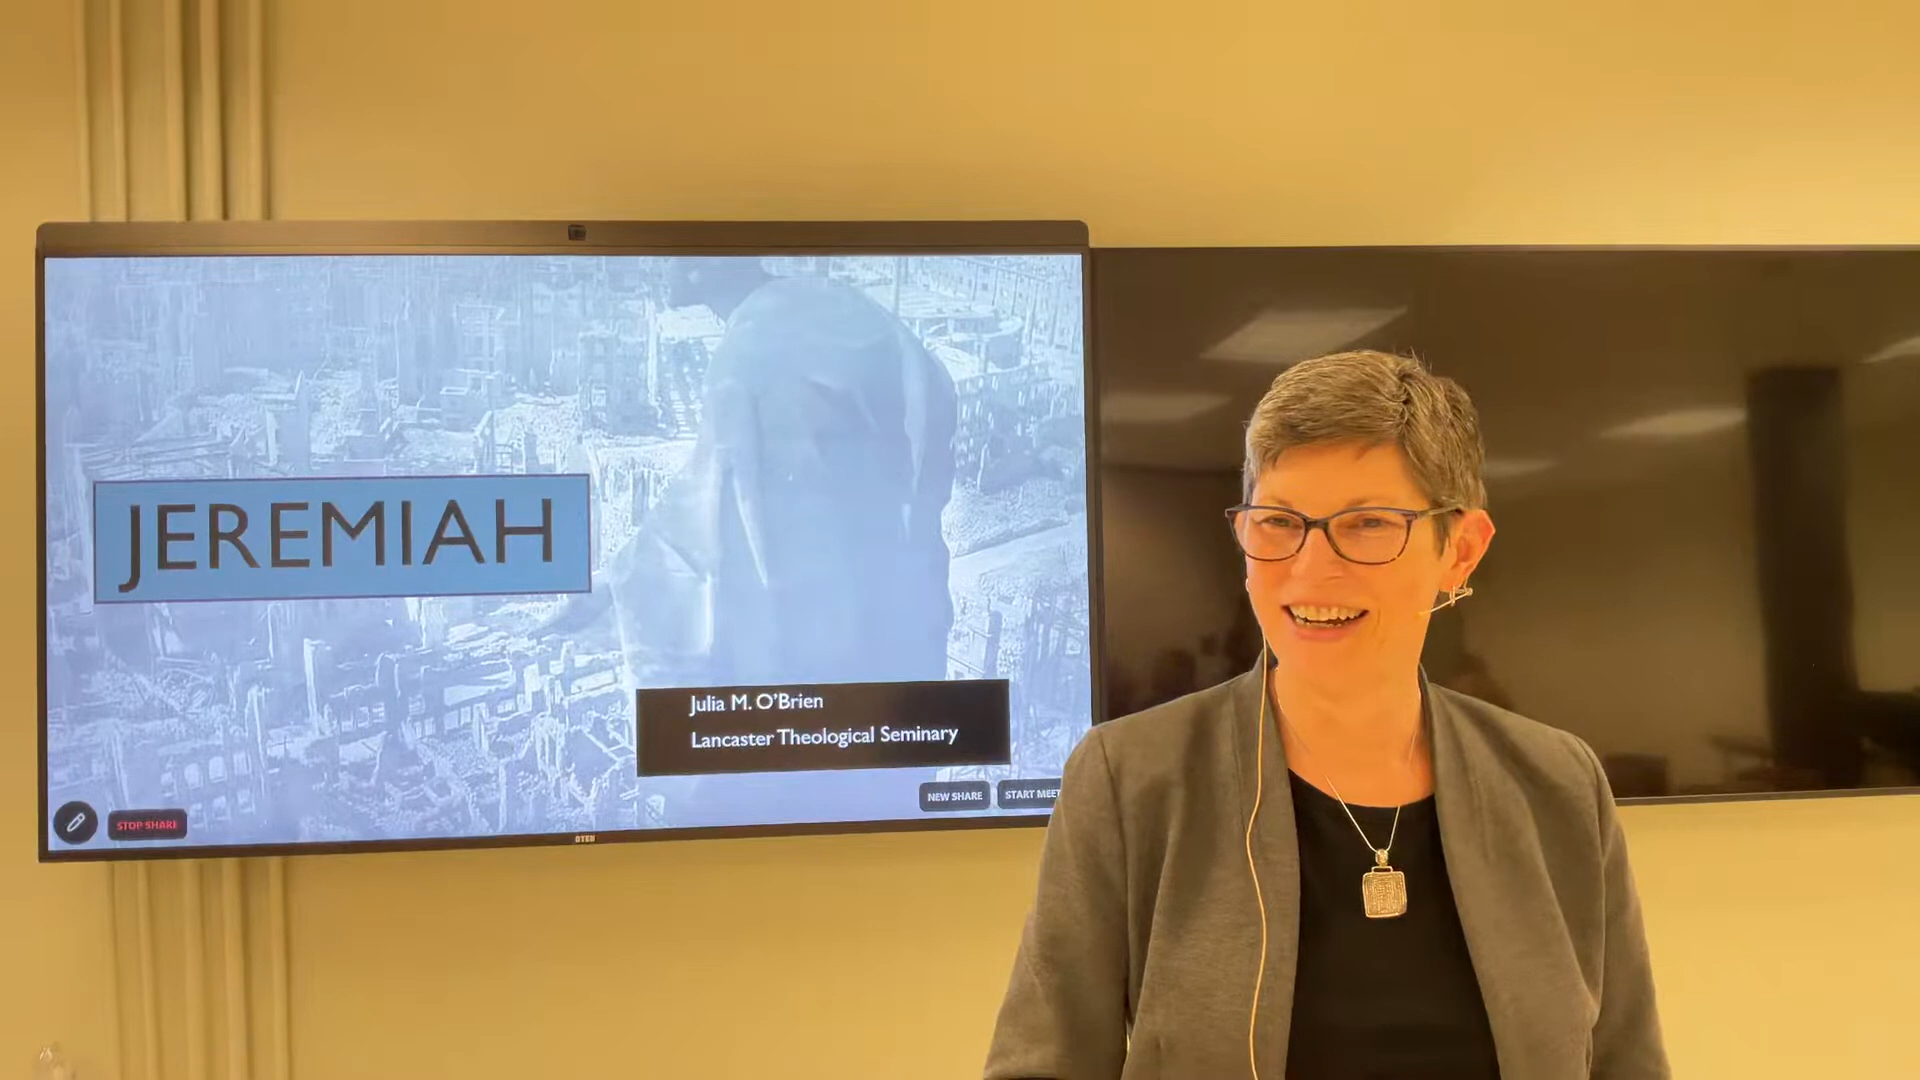 JEREMIAH
Julia M. O'Brien
Lancaster Theological Seminary
NEW SHARE
START MEET
STOP SHARE